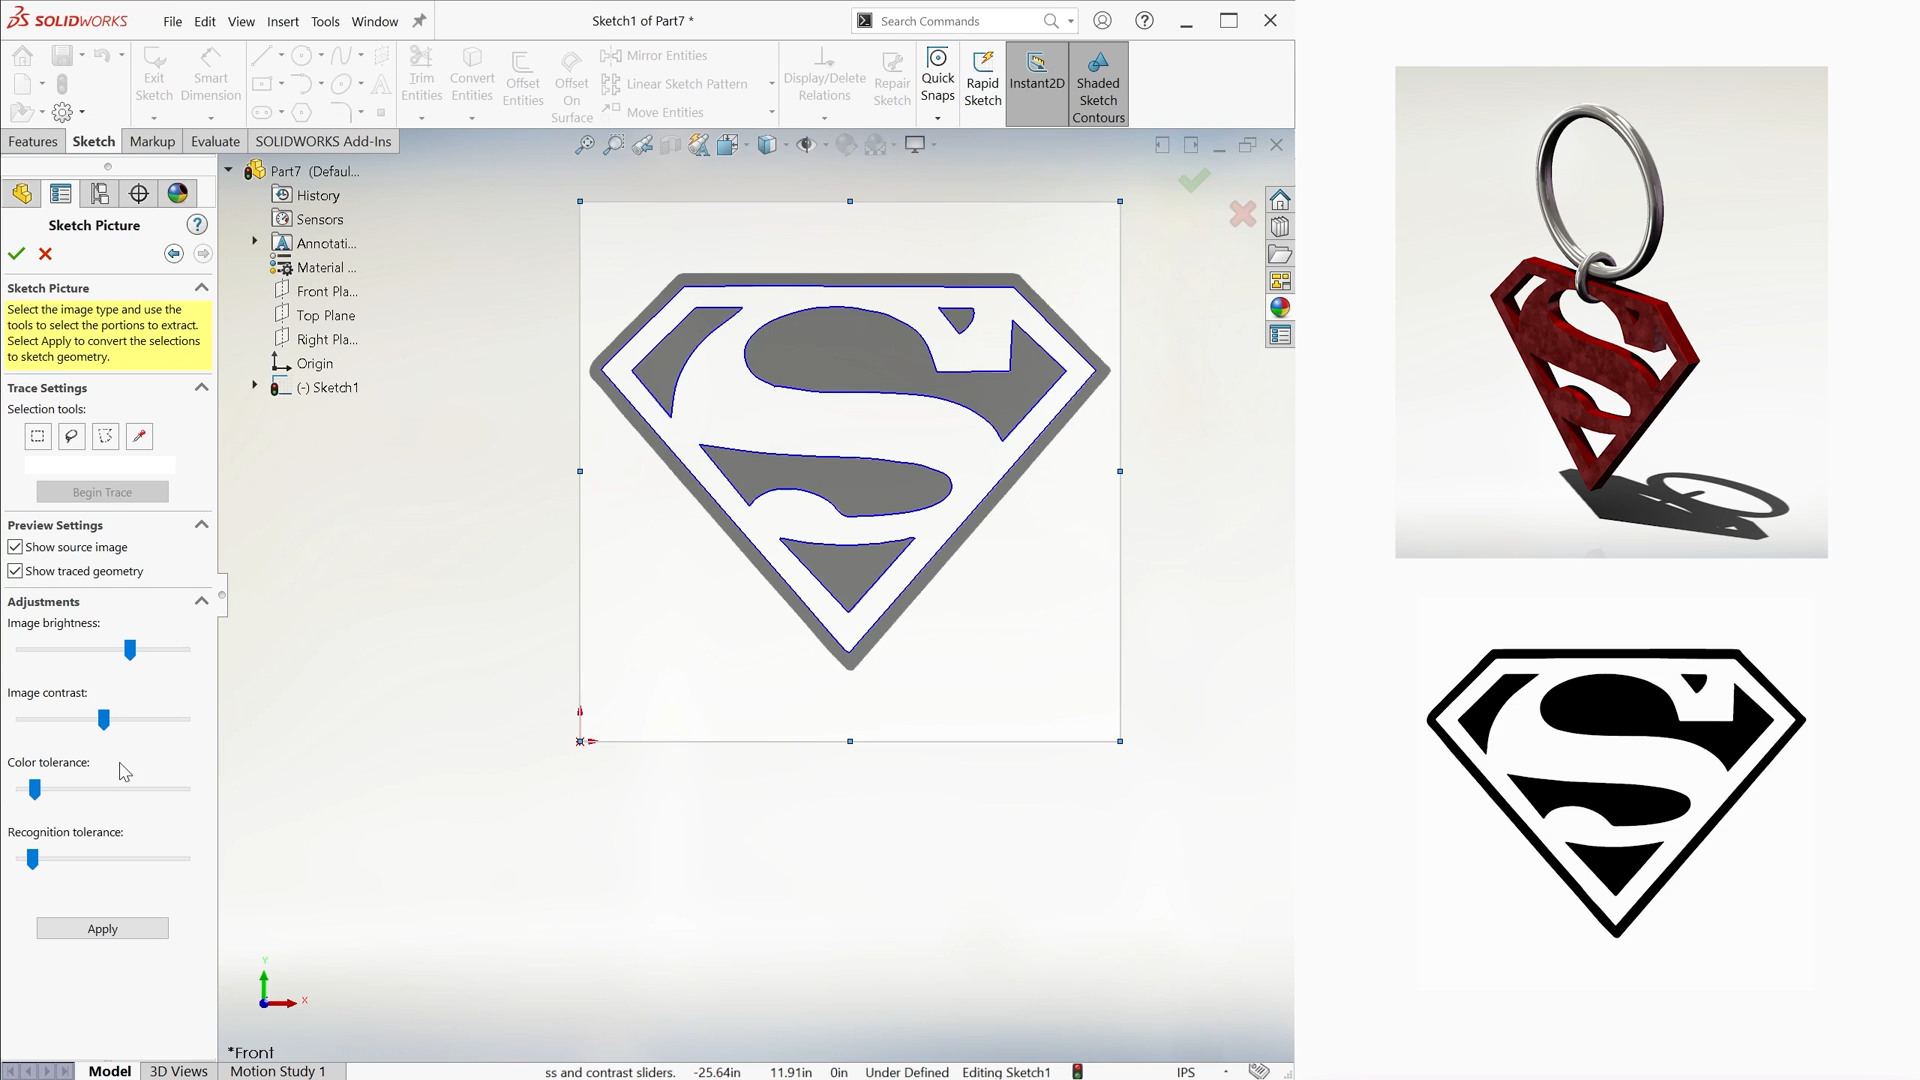 SOLIDWORKS
File Edit View Insert Tools Window
Sketch1 of Part7 *
Search Commands
Exit Sketch
Smart Dimension
Trim Entities
Convert Entities
Offset Entities
Offset On Surface
Mirror Entities
Linear Sketch Pattern
Move Entities
Display/Delete Relations
Repair Sketch
Quick Snaps
Rapid Sketch
Instant2D
Shaded Sketch Contours
Features Sketch Markup Evaluate SOLIDWORKS Add-Ins
Sketch Picture
Sketch Picture
Select the image type and use the
tools to select the portions to extract.
Select Apply to convert the selections
to sketch geometry.
Trace Settings
Selection tools:
Begin Trace
Preview Settings
Show source image
Show traced geometry
Adjustments
Image brightness:
Image contrast:
Color tolerance:
Recognition tolerance:
Apply
Part7 (Defaul...
History
Sensors
Annotati...
Material ...
Front Pla...
Top Plane
Right Pla...
Origin
(-) Sketch1
Y
X
*Front
Model 3D Views Motion Study 1
ss and contrast sliders. -25.64in 11.91in 0in Under Defined Editing Sketch1 IPS